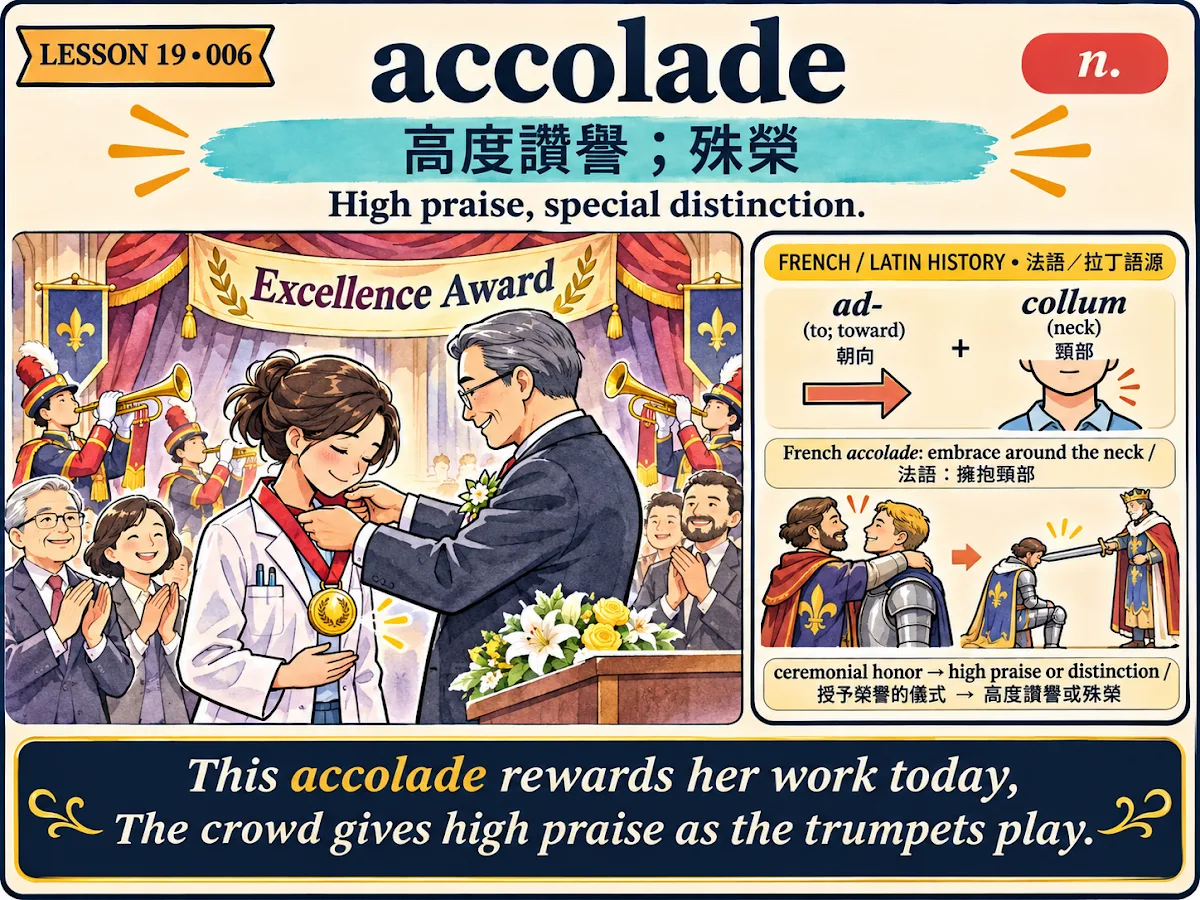 LESSON 19 • 006
accolade
n.
高度讚譽；殊榮
High praise, special distinction.
Excellence Award
FRENCH / LATIN HISTORY • 法語／拉丁語源
ad-
(to; toward)
朝向
+
collum
(neck)
頸部
French accolade: embrace around the neck /
法語：擁抱頸部
ceremonial honor → high praise or distinction /
授予榮譽的儀式 → 高度讚譽或殊榮
This accolade rewards her work today,
The crowd gives high praise as the trumpets play.